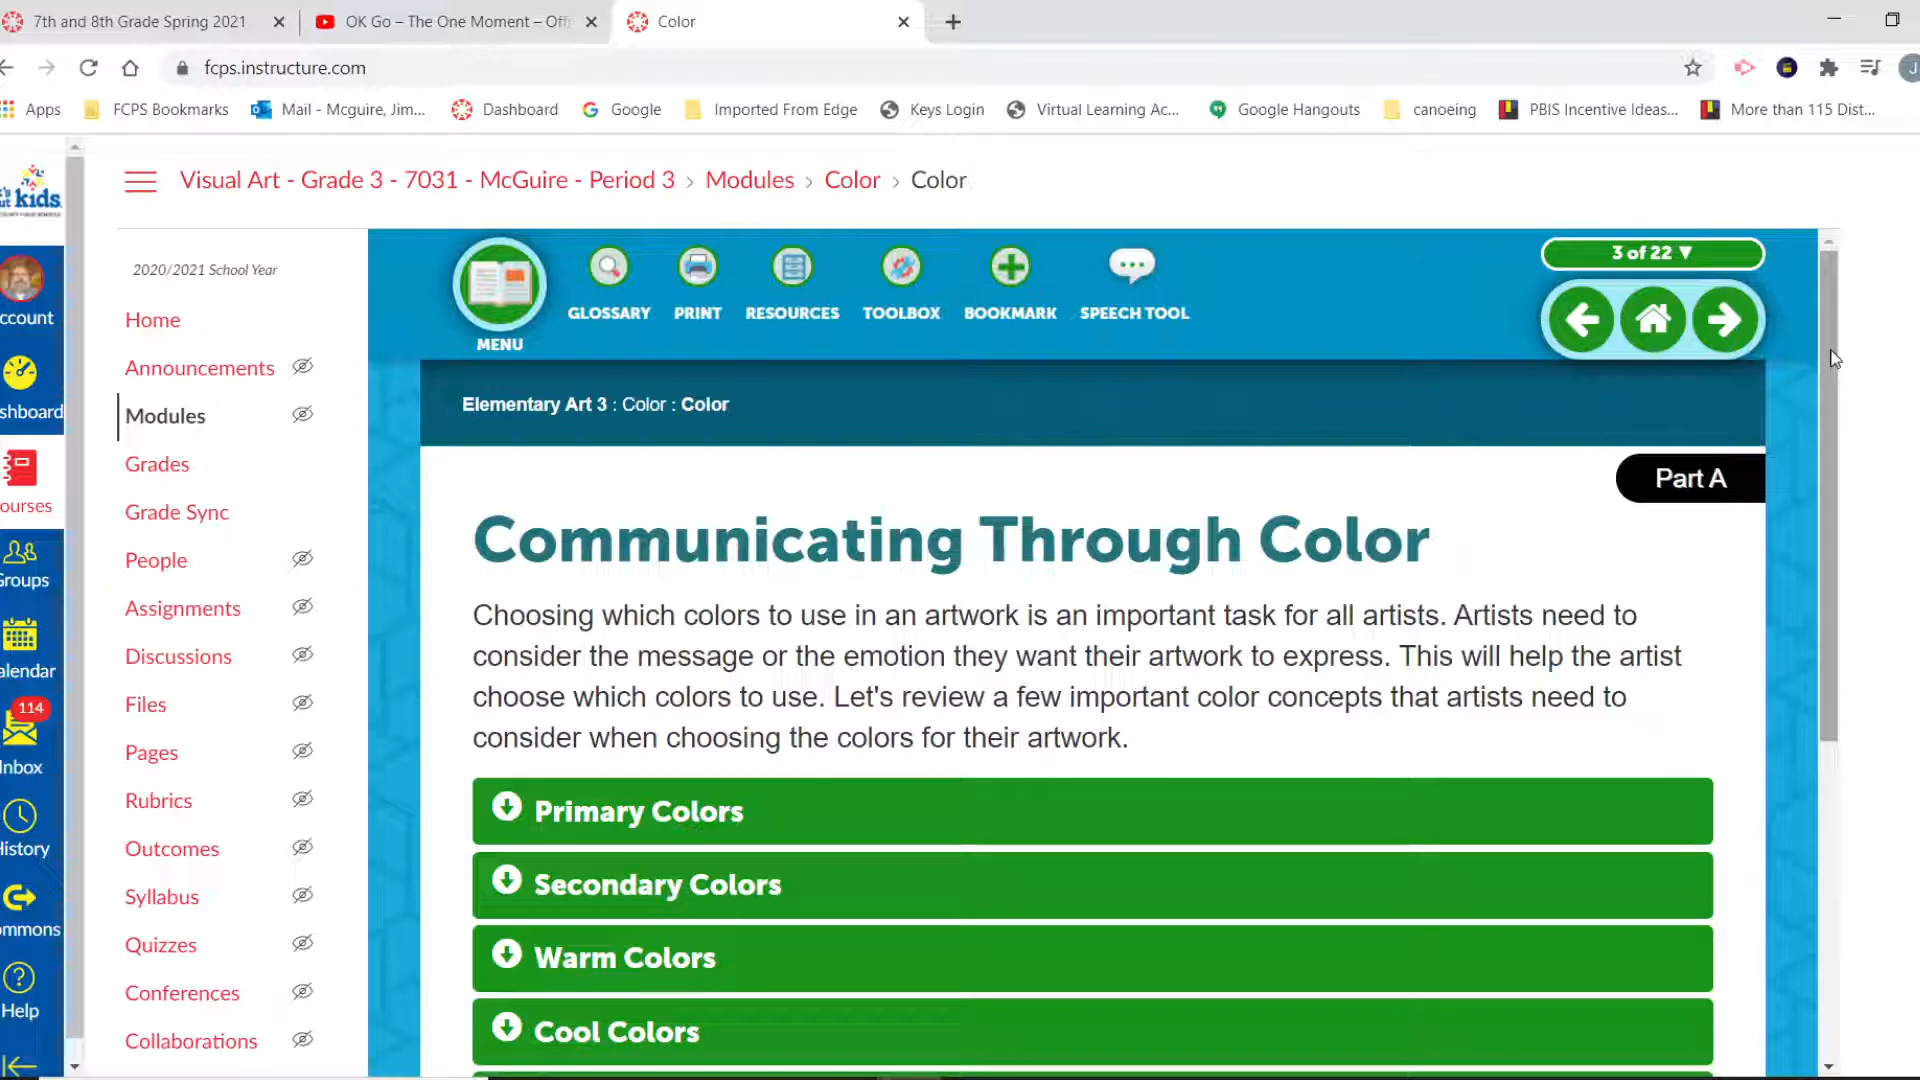 7th and 8th Grade Spring 2021
OK Go – The One Moment – Offi
Color
fcps.instructure.com
Apps
FCPS Bookmarks
Mail - Mcguire, Jim...
Dashboard
Google
Imported From Edge
Keys Login
Virtual Learning Ac...
Google Hangouts
canoeing
PBIS Incentive Ideas...
More than 115 Dist...
kids
Visual Art - Grade 3 - 7031 - McGuire - Period 3 › Modules › Color › Color
ccount
shboard
ourses
Groups
alendar
114
Inbox
History
mmons
Help
2020/2021 School Year
Home
Announcements
Modules
Grades
Grade Sync
People
Assignments
Discussions
Files
Pages
Rubrics
Outcomes
Syllabus
Quizzes
Conferences
Collaborations
MENU
GLOSSARY
PRINT
RESOURCES
TOOLBOX
BOOKMARK
SPEECH TOOL
3 of 22 ▼
Elementary Art 3 : Color : Color
Part A
Communicating Through Color
Choosing which colors to use in an artwork is an important task for all artists. Artists need to
consider the message or the emotion they want their artwork to express. This will help the artist
choose which colors to use. Let's review a few important color concepts that artists need to
consider when choosing the colors for their artwork.
Primary Colors
Secondary Colors
Warm Colors
Cool Colors